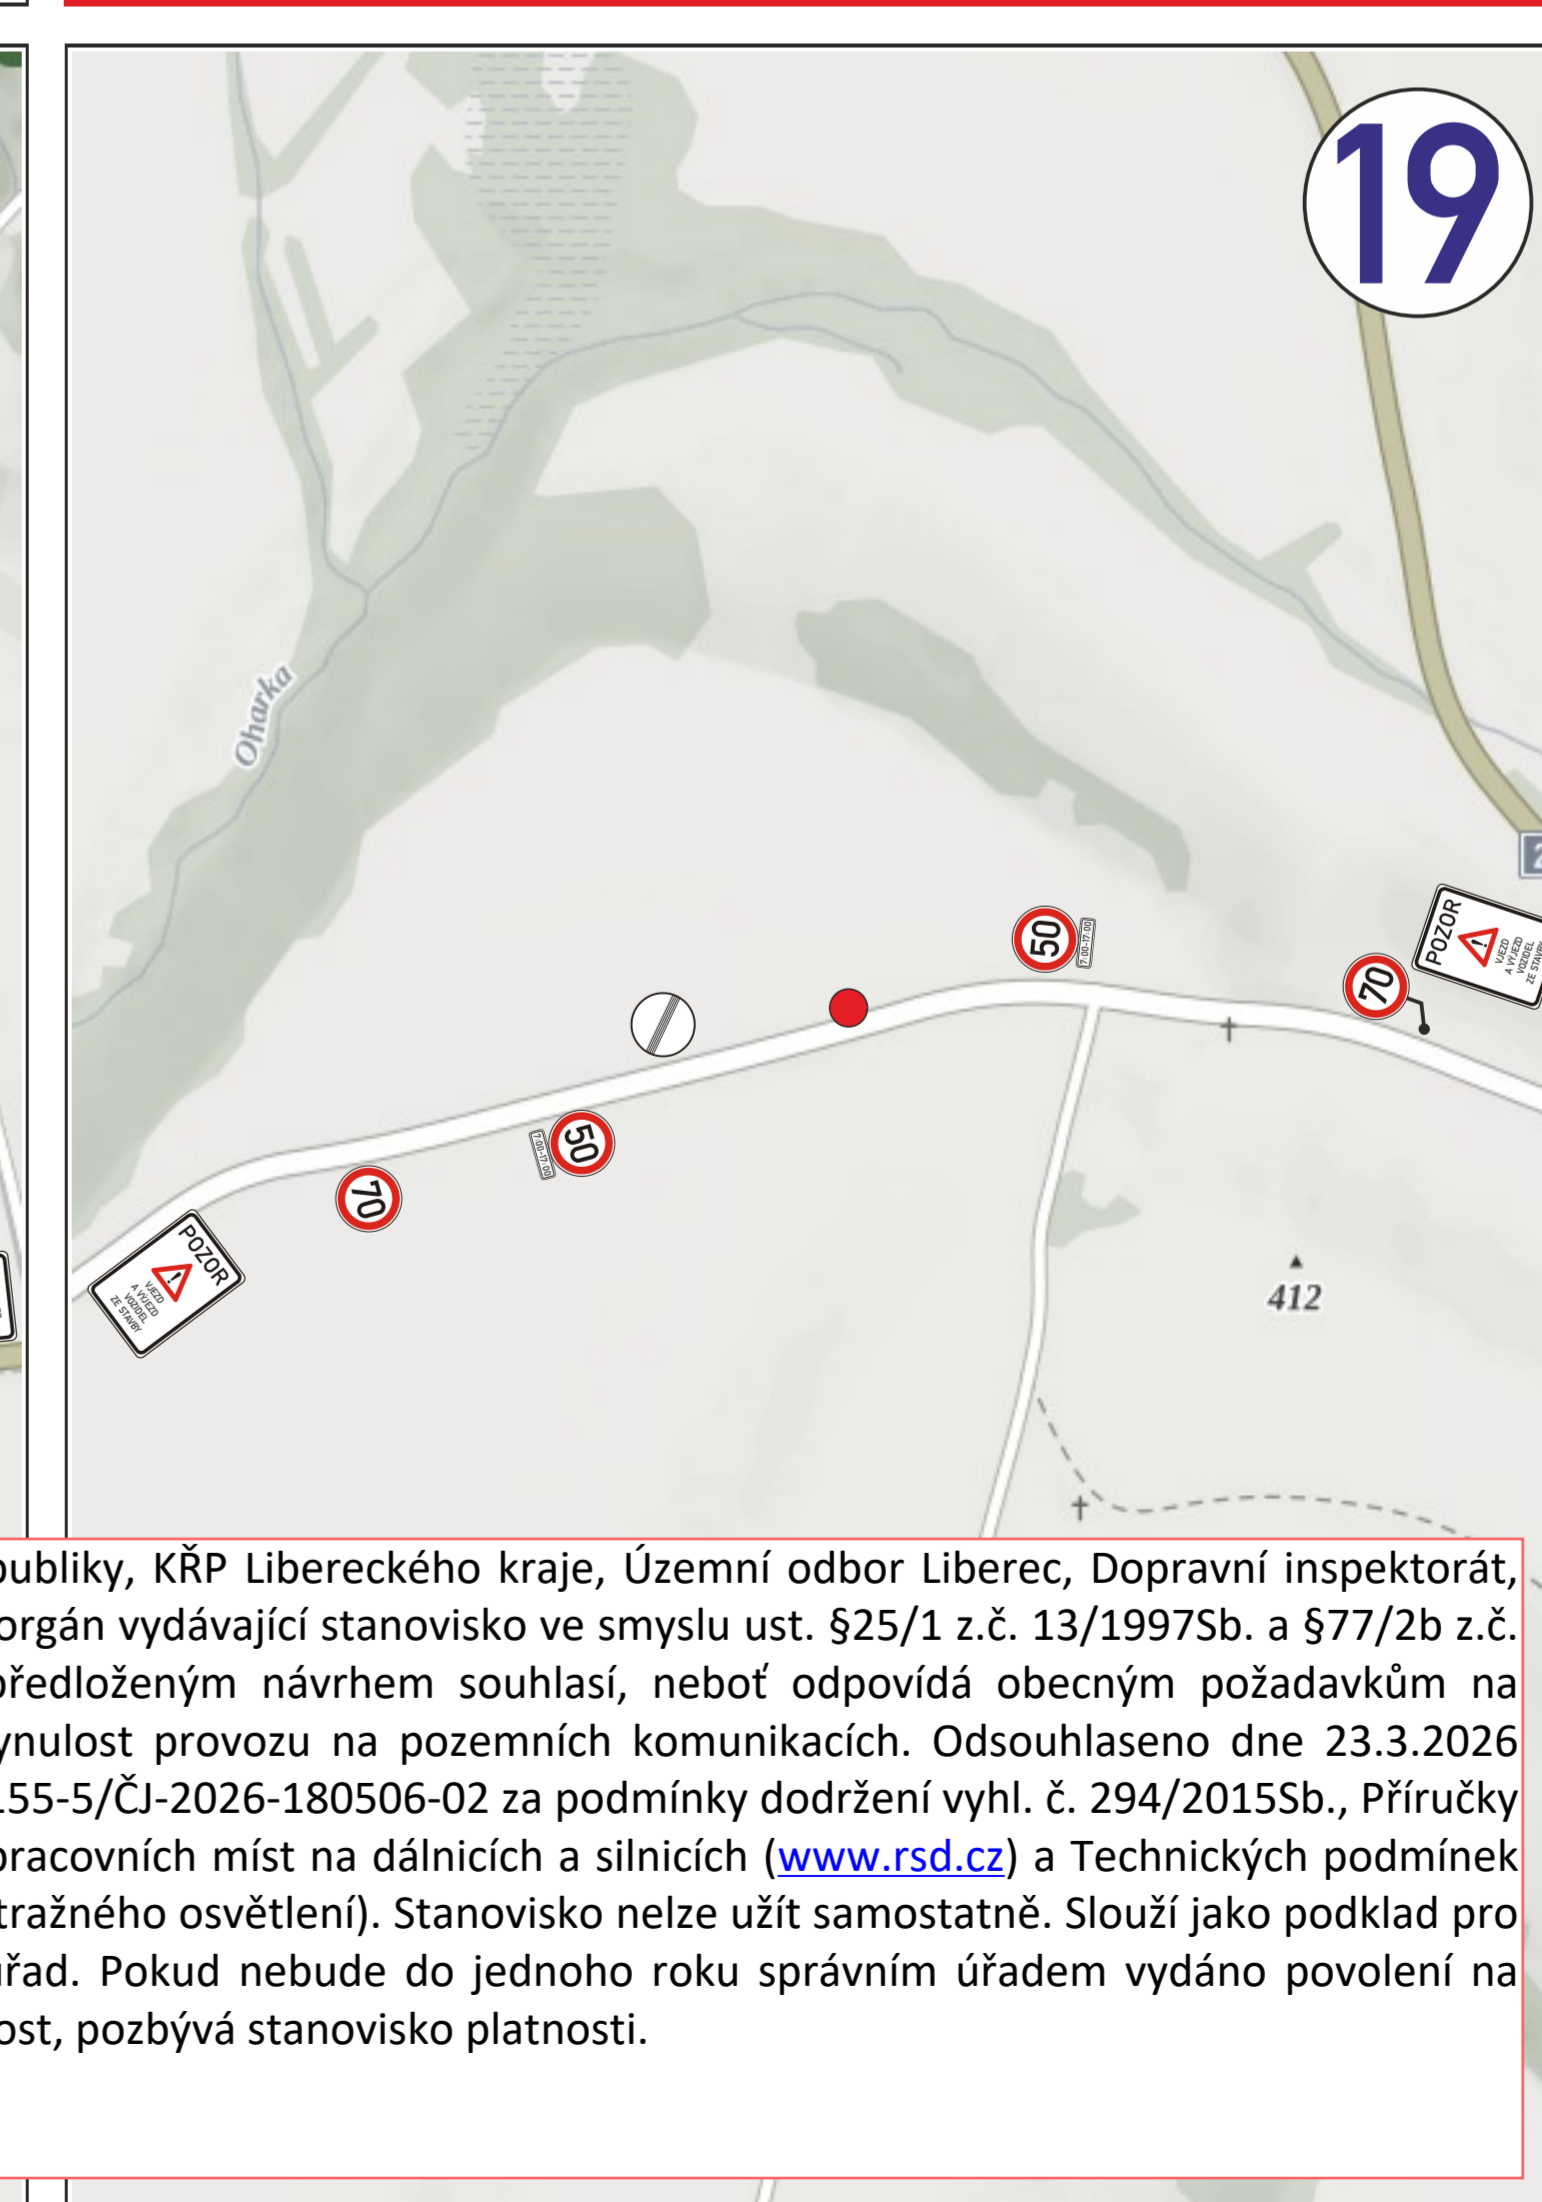 19
Oharka
2
50
7:00-17:00
POZOR
VJEZD
A VÝJEZD
VOZIDEL
ZE STAVBY
70
50
7:00-17:00
70
POZOR
VJEZD
A VÝJEZD
VOZIDEL
ZE STAVBY
412
publiky, KŘP Libereckého kraje, Územní odbor Liberec, Dopravní inspektorát,
orgán vydávající stanovisko ve smyslu ust. §25/1 z.č. 13/1997Sb. a §77/2b z.č.
předloženým návrhem souhlasí, neboť odpovídá obecným požadavkům na
ynulost provozu na pozemních komunikacích. Odsouhlaseno dne 23.3.2026
155-5/ČJ-2026-180506-02 za podmínky dodržení vyhl. č. 294/2015Sb., Příručky
pracovních míst na dálnicích a silnicích (www.rsd.cz) a Technických podmínek
tražného osvětlení). Stanovisko nelze užít samostatně. Slouží jako podklad pro
úřad. Pokud nebude do jednoho roku správním úřadem vydáno povolení na
ost, pozbývá stanovisko platnosti.